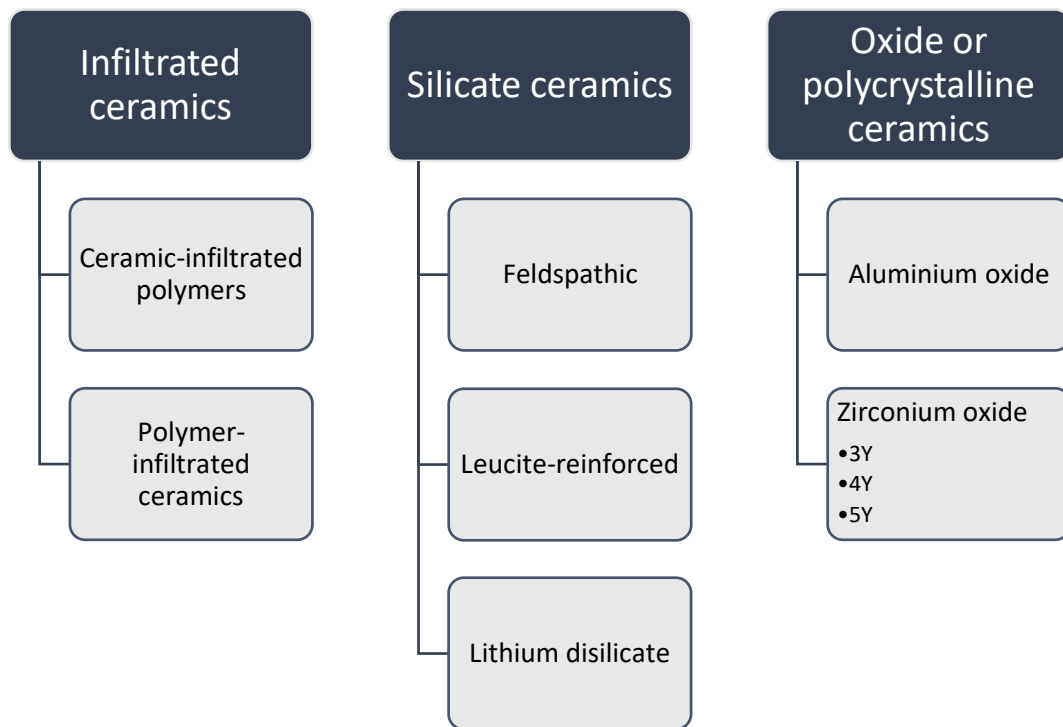 Infiltrated
ceramics
Ceramic-infiltrated
polymers
Polymer-
infiltrated
ceramics
Silicate ceramics
Feldspathic
Leucite-reinforced
Lithium disilicate
Oxide or
polycrystalline
ceramics
Aluminium oxide
Zirconium oxide
•3Y
•4Y
•5Y